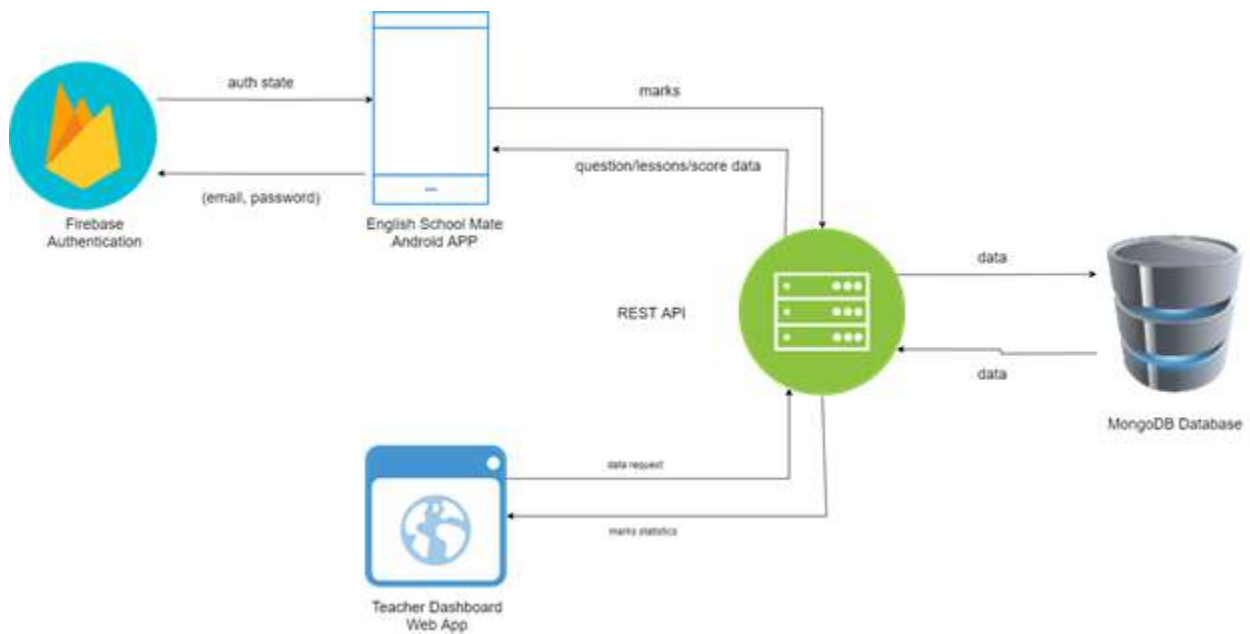 auth state
marks
question/lessons/score data
(email, password)
Firebase
Authentication
English School Mate
Android APP
data
REST API
data
MongoDB Database
data request
marks statistics
Teacher Dashboard
Web App